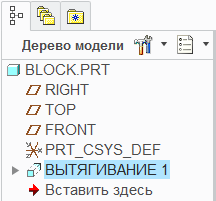 Дерево модели
BLOCK.PRT
RIGHT
TOP
FRONT
PRT_CSYS_DEF
ВЫТЯГИВАНИЕ 1
Вставить здесь